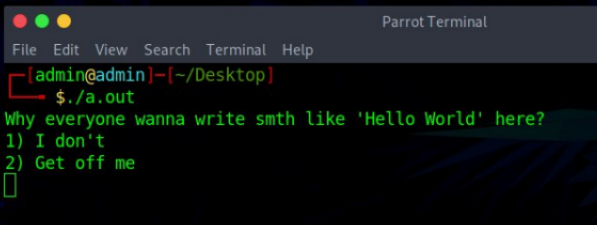 Parrot Terminal
File Edit View Search Terminal Help
[admin@admin]-[~/Desktop]
$./a.out
Why everyone wanna write smth like 'Hello World' here?
1) I don't
2) Get off me